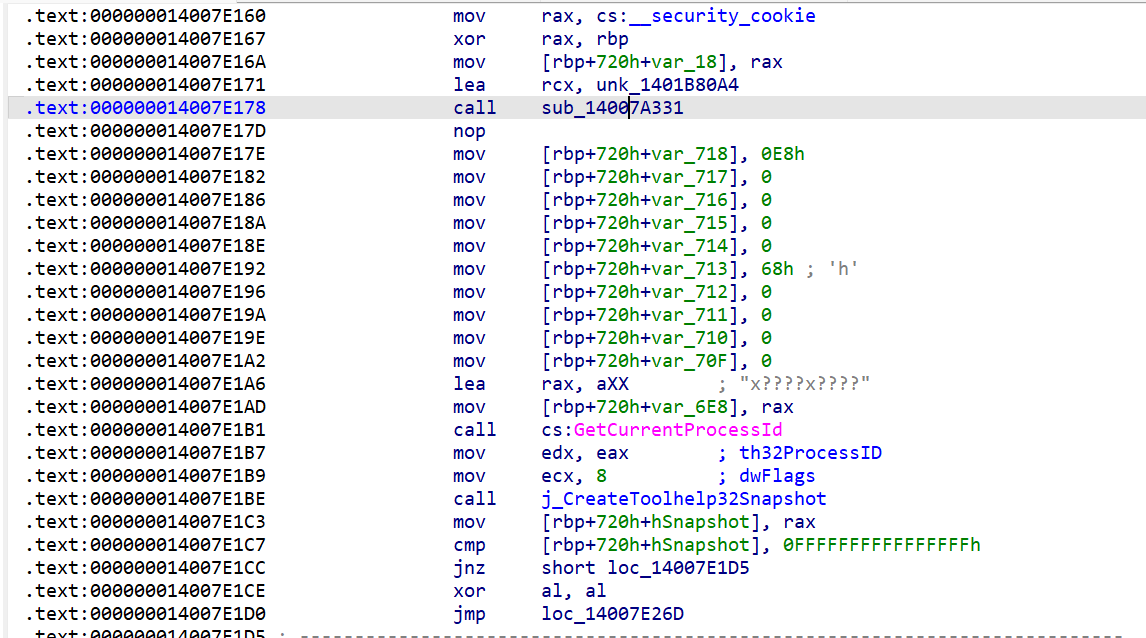 .text:000000014007E160 mov rax, cs:__security_cookie
.text:000000014007E167 xor rax, rbp
.text:000000014007E16A mov [rbp+720h+var_18], rax
.text:000000014007E171 lea rcx, unk_1401B80A4
.text:000000014007E178 call sub_14007A331
.text:000000014007E17D nop
.text:000000014007E17E mov [rbp+720h+var_718], 0E8h
.text:000000014007E182 mov [rbp+720h+var_717], 0
.text:000000014007E186 mov [rbp+720h+var_716], 0
.text:000000014007E18A mov [rbp+720h+var_715], 0
.text:000000014007E18E mov [rbp+720h+var_714], 0
.text:000000014007E192 mov [rbp+720h+var_713], 68h ; 'h'
.text:000000014007E196 mov [rbp+720h+var_712], 0
.text:000000014007E19A mov [rbp+720h+var_711], 0
.text:000000014007E19E mov [rbp+720h+var_710], 0
.text:000000014007E1A2 mov [rbp+720h+var_70F], 0
.text:000000014007E1A6 lea rax, aXX ; "x????x????"
.text:000000014007E1AD mov [rbp+720h+var_6E8], rax
.text:000000014007E1B1 call cs:GetCurrentProcessId
.text:000000014007E1B7 mov edx, eax ; th32ProcessID
.text:000000014007E1B9 mov ecx, 8 ; dwFlags
.text:000000014007E1BE call j_CreateToolhelp32Snapshot
.text:000000014007E1C3 mov [rbp+720h+hSnapshot], rax
.text:000000014007E1C7 cmp [rbp+720h+hSnapshot], 0FFFFFFFFFFFFFFFFh
.text:000000014007E1CC jnz short loc_14007E1D5
.text:000000014007E1CE xor al, al
.text:000000014007E1D0 jmp loc_14007E26D
.text:000000014007E1D5 ; ---------------------------------------------------------------------------